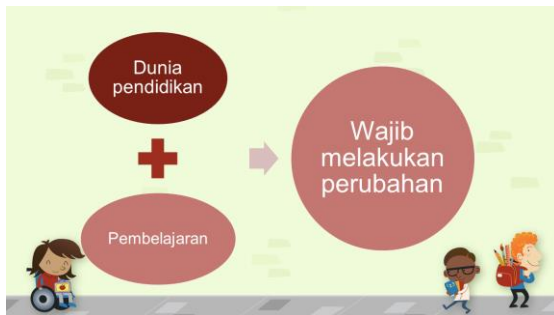 Dunia
pendidikan
Pembelajaran
Wajib
melakukan
perubahan